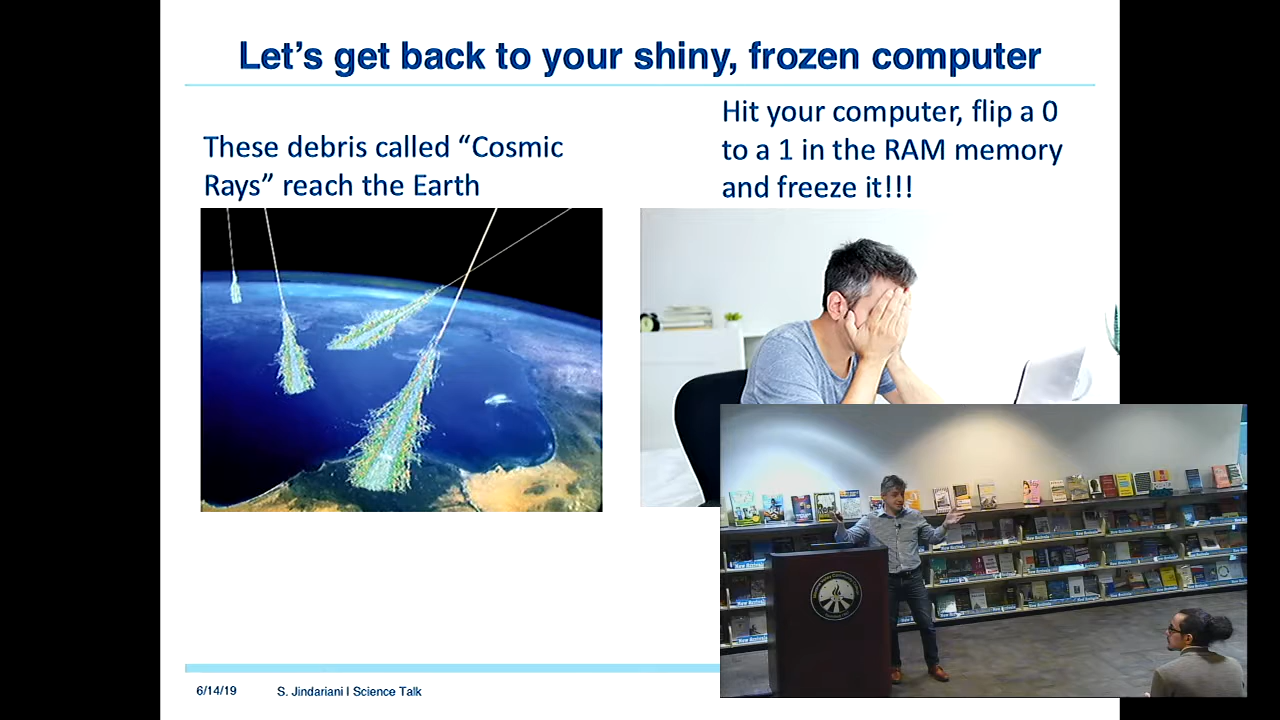 Let's get back to your shiny, frozen computer
These debris called “Cosmic
Rays” reach the Earth
Hit your computer, flip a 0
to a 1 in the RAM memory
and freeze it!!!
6/14/19
S. Jindariani | Science Talk